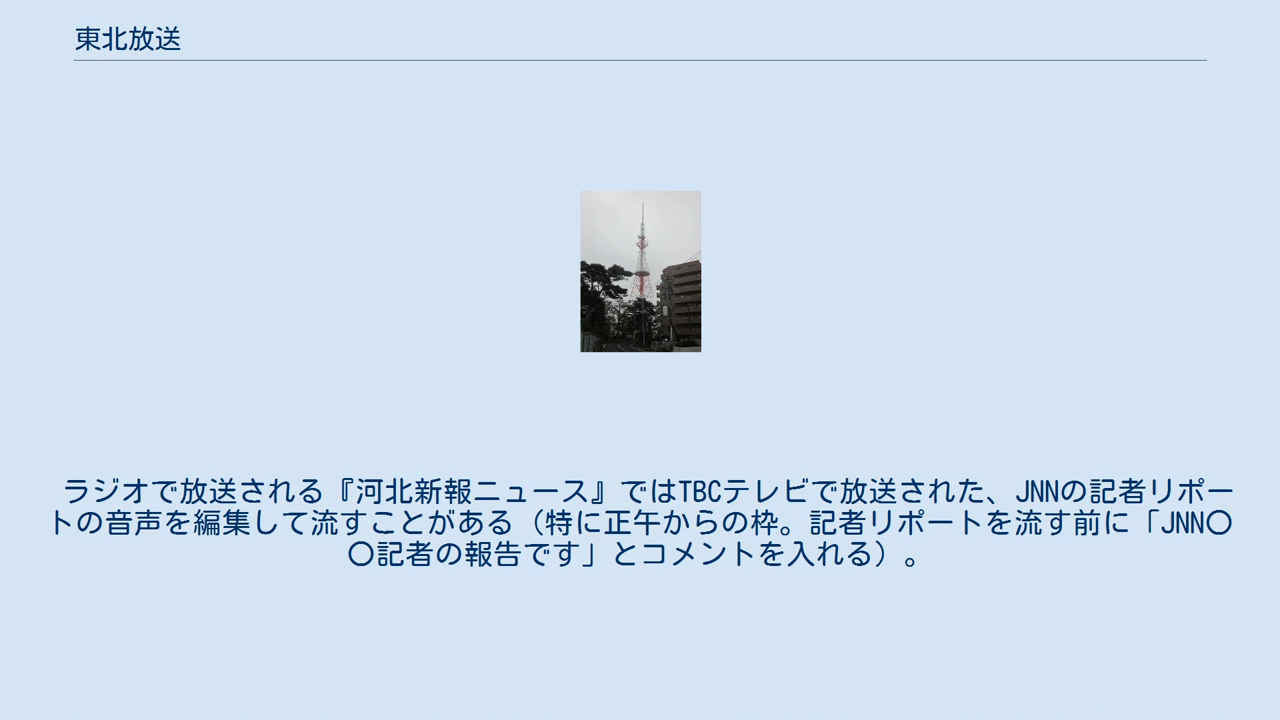 東北放送
ラジオで放送される『河北新報ニュース』ではTBCテレビで放送された、JNNの記者リポー
トの音声を編集して流すことがある（特に正午からの枠。記者リポートを流す前に「JNN〇
〇記者の報告です」とコメントを入れる）。